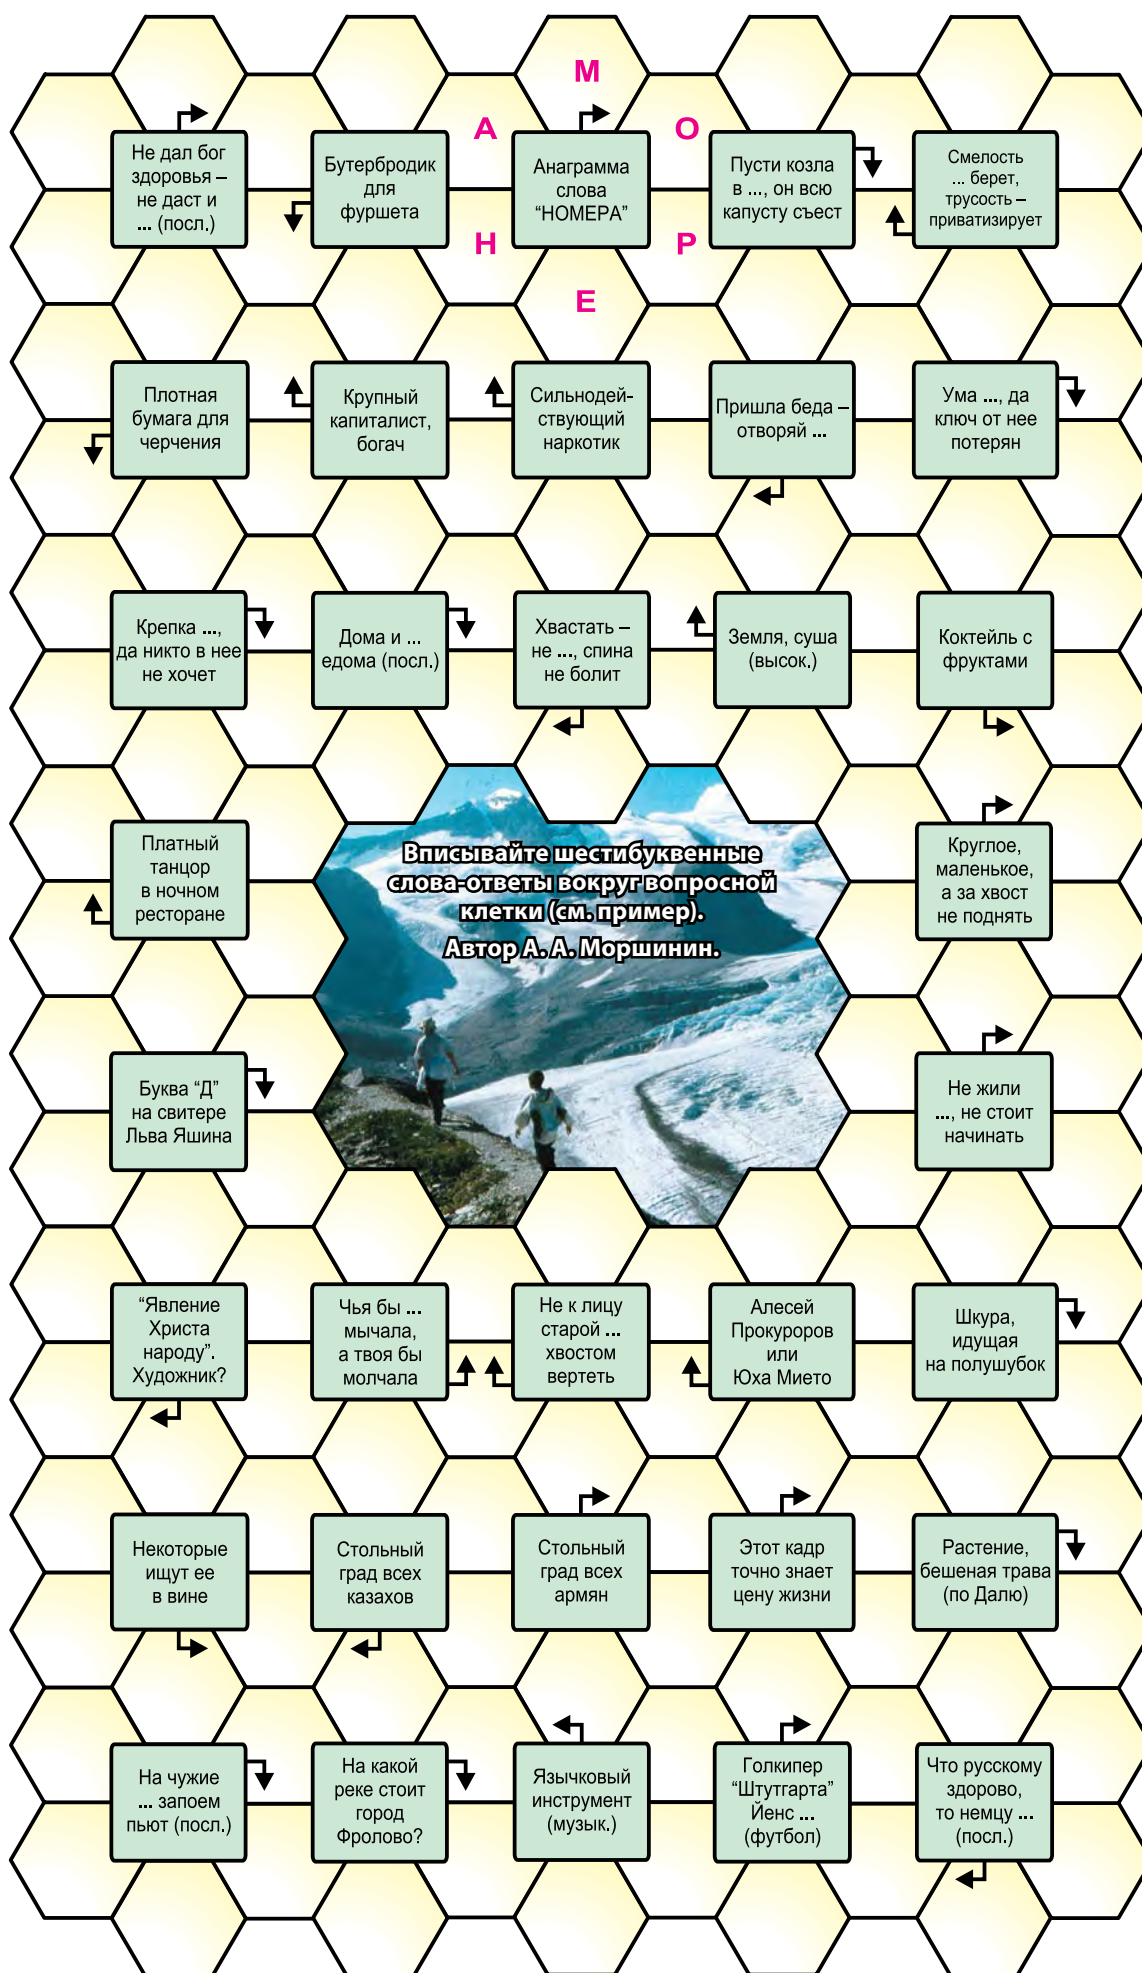 М
А
О
Не дал бог
здоровья –
не даст и
... (посл.)
Бутербродик
для
фуршета
Анаграмма
слова
“НОМЕРА”
Пусти козла
в ..., он всю
капусту съест
Смелость
... берет,
трусость –
приватизирует
Н
Р
Е
Плотная
бумага для
черчения
Крупный
капиталист,
богач
Сильнодей-
ствующий
наркотик
Пришла беда –
отворяй ...
Ума ..., да
ключ от нее
потерян
Крепка ...,
да никто в нее
не хочет
Дома и ...
едома (посл.)
Хвастать –
не ..., спина
не болит
Земля, суша
(высок.)
Коктейль с
фруктами
Платный
танцор
в ночном
ресторане
Вписывайте шестибуквенные
слова-ответы вокруг вопросной
клетки (см. пример).
Автор А. А. Моршинин.
Круглое,
маленькое,
а за хвост
не поднять
Буква “Д”
на свитере
Льва Яшина
Не жили
..., не стоит
начинать
“Явление
Христа
народу”.
Художник?
Чья бы ...
мычала,
а твоя бы
молчала
Не к лицу
старой ...
хвостом
вертеть
Алесей
Прокуроров
или
Юха Мието
Шкура,
идущая
на полушубок
Некоторые
ищут ее
в вине
Стольный
град всех
казахов
Стольный
град всех
армян
Этот кадр
точно знает
цену жизни
Растение,
бешеная трава
(по Далю)
На чужие
... запоем
пьют (посл.)
На какой
реке стоит
город
Фролово?
Язычковый
инструмент
(музык.)
Голкипер
“Штутгарта”
Йенс ...
(футбол)
Что русскому
здорово,
то немцу ...
(посл.)